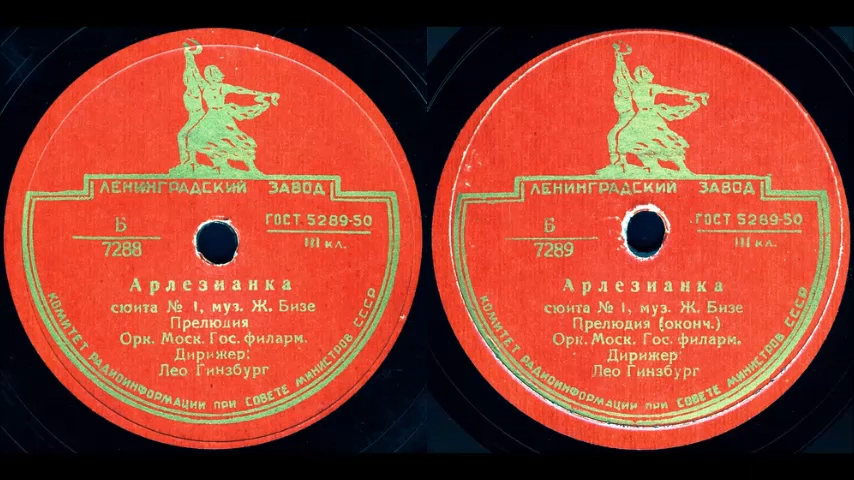 ЛЕНИНГРАДСКИЙ ЗАВОД
Б
7288
ГОСТ 5289-50
III кл.
Арлезианка
сюита № 1, муз. Ж. Бизе
Прелюдия
Орк. Моск. Гос. филарм.
Дирижер:
Лео Гинзбург
КОМИТЕТ РАДИОИНФОРМАЦИИ ПРИ СОВЕТЕ МИНИСТРОВ СССР
ЛЕНИНГРАДСКИЙ ЗАВОД
Б
7289
ГОСТ 5289-50
III кл.
Арлезианка
сюита № 1, муз. Ж. Бизе
Прелюдия (оконч.)
Орк. Моск. Гос. филарм.
Дирижер:
Лео Гинзбург
КОМИТЕТ РАДИОИНФОРМАЦИИ ПРИ СОВЕТЕ МИНИСТРОВ СССР